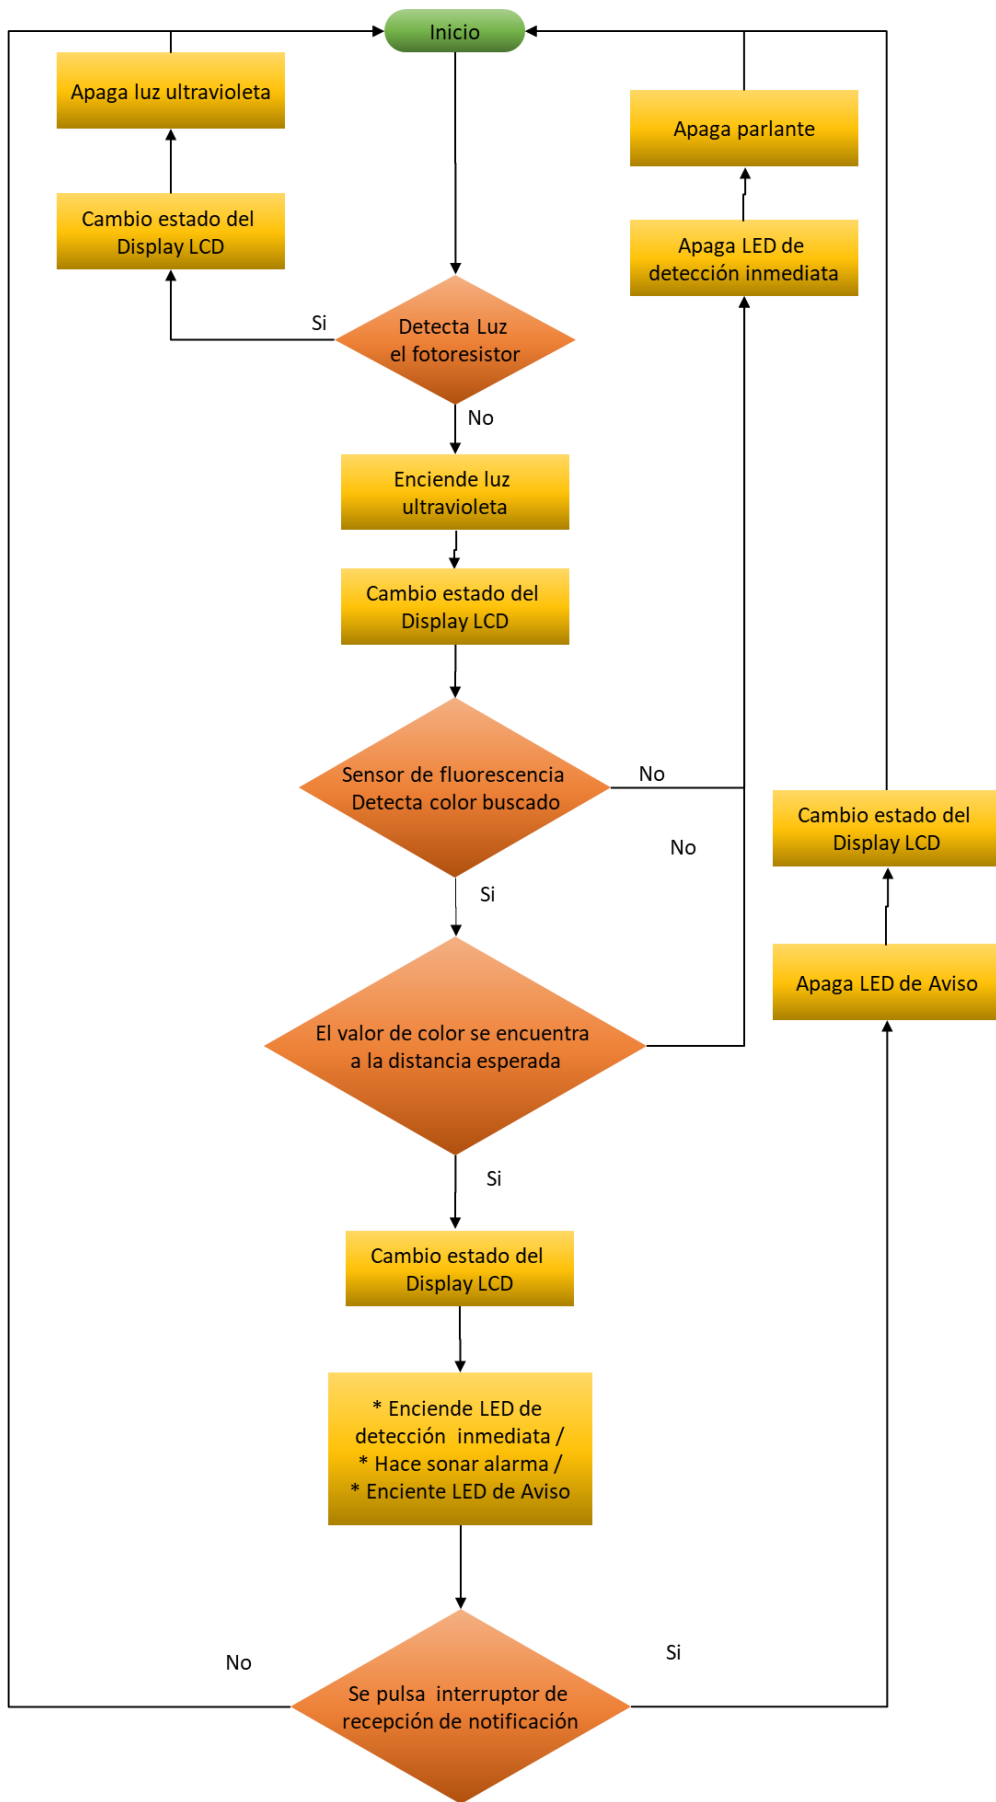 Inicio
Apaga luz ultravioleta
Apaga parlante
Cambio estado del
Display LCD
Apaga LED de
detección inmediata
Si
Detecta Luz
el fotoresistor
No
Enciende luz
ultravioleta
Cambio estado del
Display LCD
Sensor de fluorescencia
Detecta color buscado
No
No
Si
Cambio estado del
Display LCD
Apaga LED de Aviso
El valor de color se encuentra
a la distancia esperada
Si
Cambio estado del
Display LCD
* Enciende LED de
detección inmediata /
* Hace sonar alarma /
* Enciente LED de Aviso
No
Si
Se pulsa interruptor de
recepción de notificación